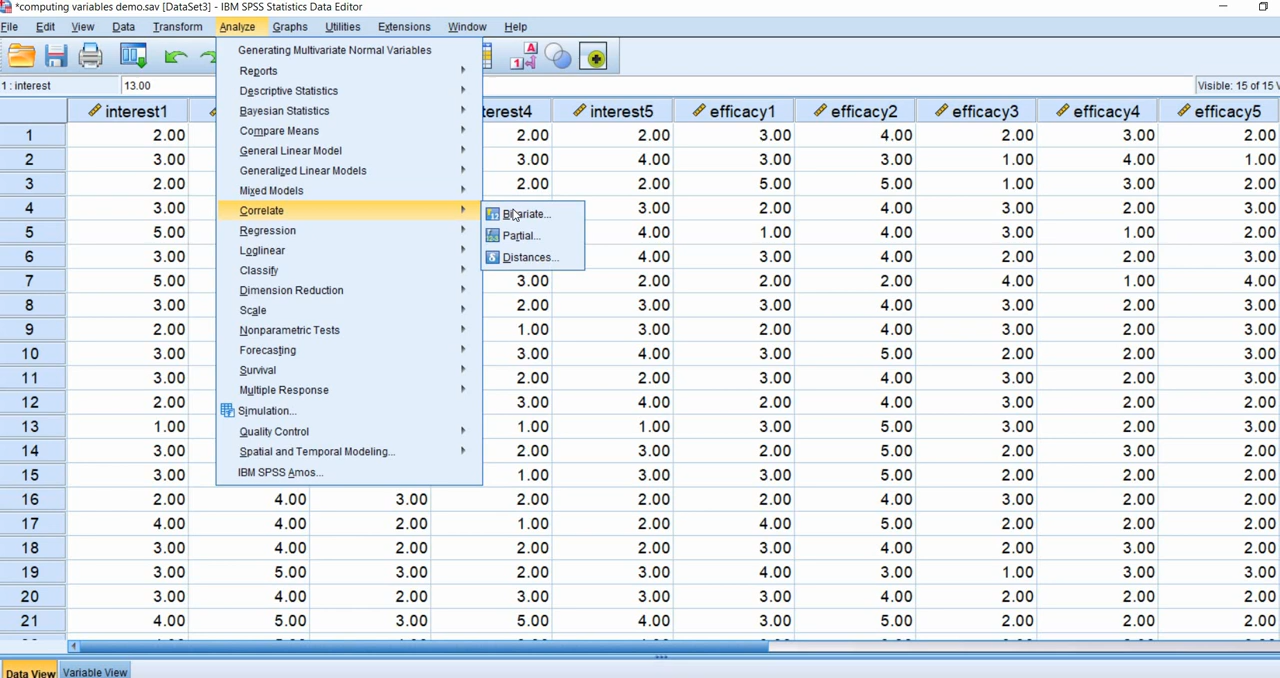 *computing variables demo.sav [DataSet3] - IBM SPSS Statistics Data Editor
File Edit View Data Transform Analyze Graphs Utilities Extensions Window Help
1 : interest 13.00 Visible: 15 of 15 V
Generating Multivariate Normal Variables
Reports
Descriptive Statistics
Bayesian Statistics
Compare Means
General Linear Model
Generalized Linear Models
Mixed Models
Correlate
Regression
Loglinear
Classify
Dimension Reduction
Scale
Nonparametric Tests
Forecasting
Survival
Multiple Response
Simulation...
Quality Control
Spatial and Temporal Modeling...
IBM SPSS Amos...
Bivariate...
Partial...
Distances...
interest1 terest4 interest5 efficacy1 efficacy2 efficacy3 efficacy4 efficacy5
1 2.00 2.00 2.00 3.00 4.00 2.00 3.00 2.00
2 3.00 3.00 4.00 3.00 3.00 1.00 4.00 1.00
3 2.00 2.00 2.00 5.00 5.00 1.00 3.00 2.00
4 3.00 3.00 2.00 4.00 3.00 2.00 3.00
5 5.00 4.00 1.00 4.00 3.00 1.00 2.00
6 3.00 4.00 3.00 4.00 2.00 2.00 3.00
7 5.00 3.00 2.00 2.00 2.00 4.00 1.00 4.00
8 3.00 2.00 3.00 3.00 4.00 3.00 2.00 3.00
9 2.00 1.00 3.00 2.00 4.00 3.00 2.00 3.00
10 3.00 3.00 4.00 3.00 5.00 2.00 2.00 3.00
11 3.00 2.00 2.00 3.00 4.00 3.00 2.00 3.00
12 2.00 3.00 4.00 2.00 4.00 3.00 2.00 3.00
13 1.00 1.00 1.00 3.00 5.00 3.00 2.00 3.00
14 3.00 2.00 3.00 2.00 5.00 2.00 3.00 2.00
15 3.00 1.00 3.00 2.00 5.00 2.00 2.00 2.00
16 2.00 4.00 3.00 2.00 2.00 2.00 4.00 3.00 3.00 2.00
17 4.00 4.00 2.00 1.00 2.00 4.00 5.00 2.00 2.00 2.00
18 3.00 4.00 2.00 2.00 2.00 3.00 4.00 2.00 3.00 2.00
19 3.00 5.00 3.00 2.00 3.00 4.00 3.00 1.00 3.00 3.00
20 3.00 4.00 2.00 3.00 3.00 3.00 4.00 2.00 2.00 2.00
21 4.00 5.00 3.00 5.00 4.00 3.00 5.00 2.00 2.00 2.00
Data View Variable View